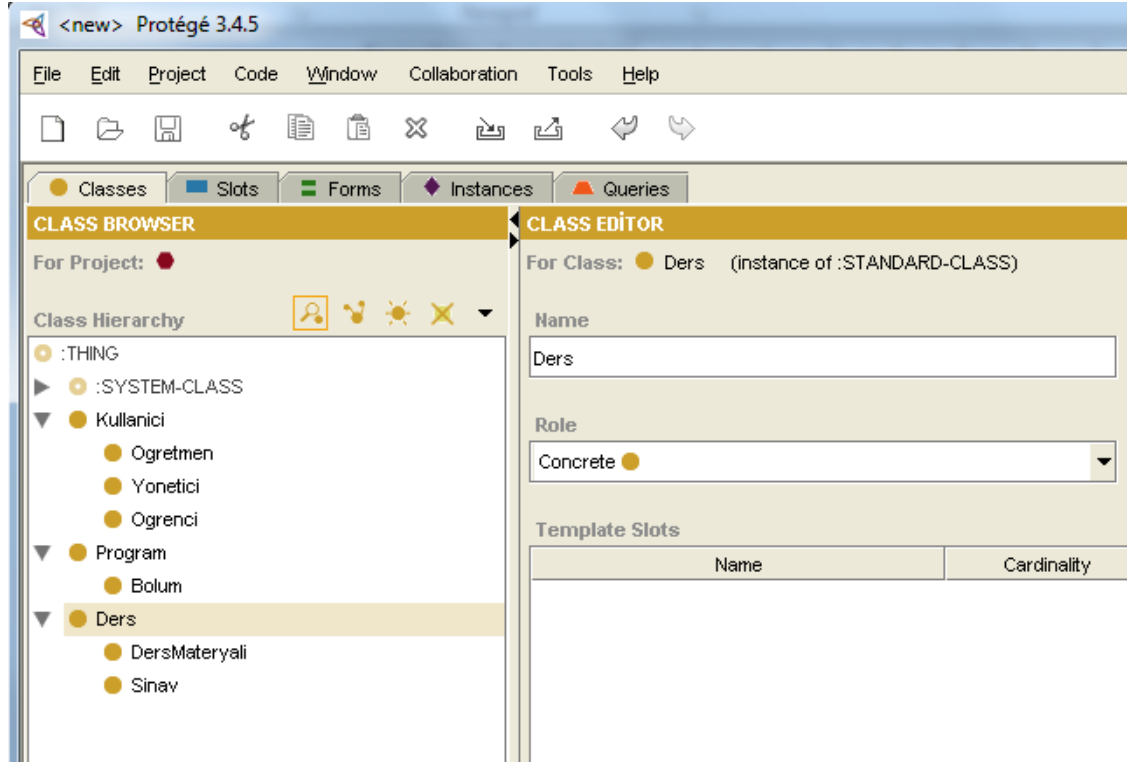 <new> Protégé 3.4.5
File Edit Project Code Window Collaboration Tools Help
Classes Slots Forms Instances Queries
CLASS BROWSER
For Project:
Class Hierarchy
:THING
:SYSTEM-CLASS
Kullanici
Ogretmen
Yonetici
Ogrenci
Program
Bolum
Ders
DersMateryali
Sinav
CLASS EDİTOR
For Class: Ders (instance of :STANDARD-CLASS)
Name
Ders
Role
Concrete
Template Slots
Name Cardinality